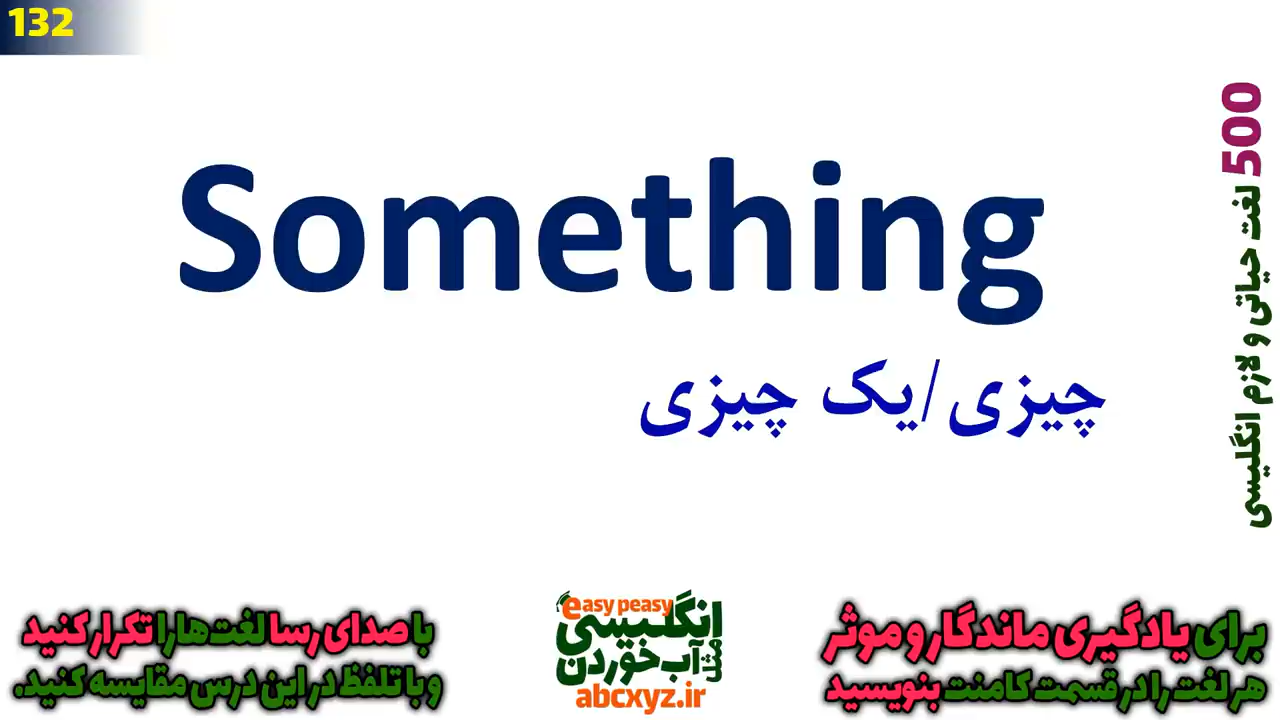 132
Something
چیزی/یک چیزی
500 لغت حیاتی و لازم انگلیسی
برای یادگیری ماندگار و موثر
هر لغت را در قسمت کامنت بنویسید
easy peasy
انگلیسی
مثل آب خوردن
abcxyz.ir
با صدای رسا لغت‌ها را تکرار کنید
و با تلفظ در این درس مقایسه کنید.